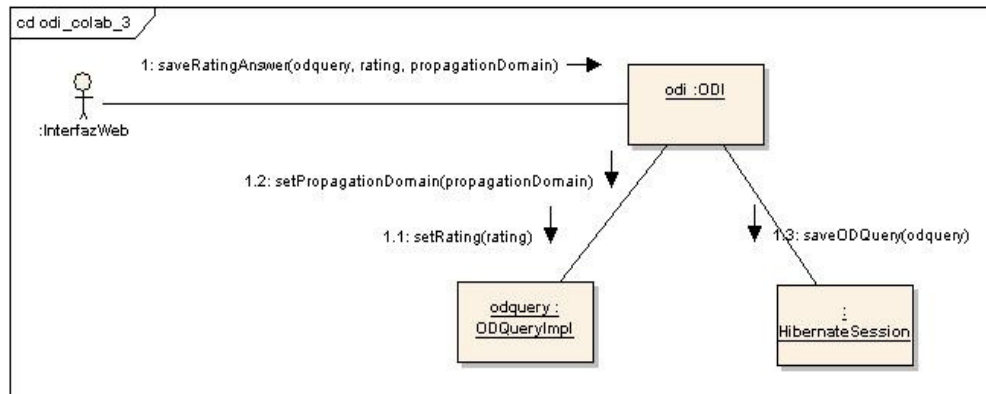 cd odi_colab_3
1: saveRatingAnswer(odquery, rating, propagationDomain)
odi :ODI
:InterfazWeb
1.2: setPropagationDomain(propagationDomain)
1.1: setRating(rating)
1.3: saveODQuery(odquery)
odquery :
ODQueryImpl
:
HibernateSession